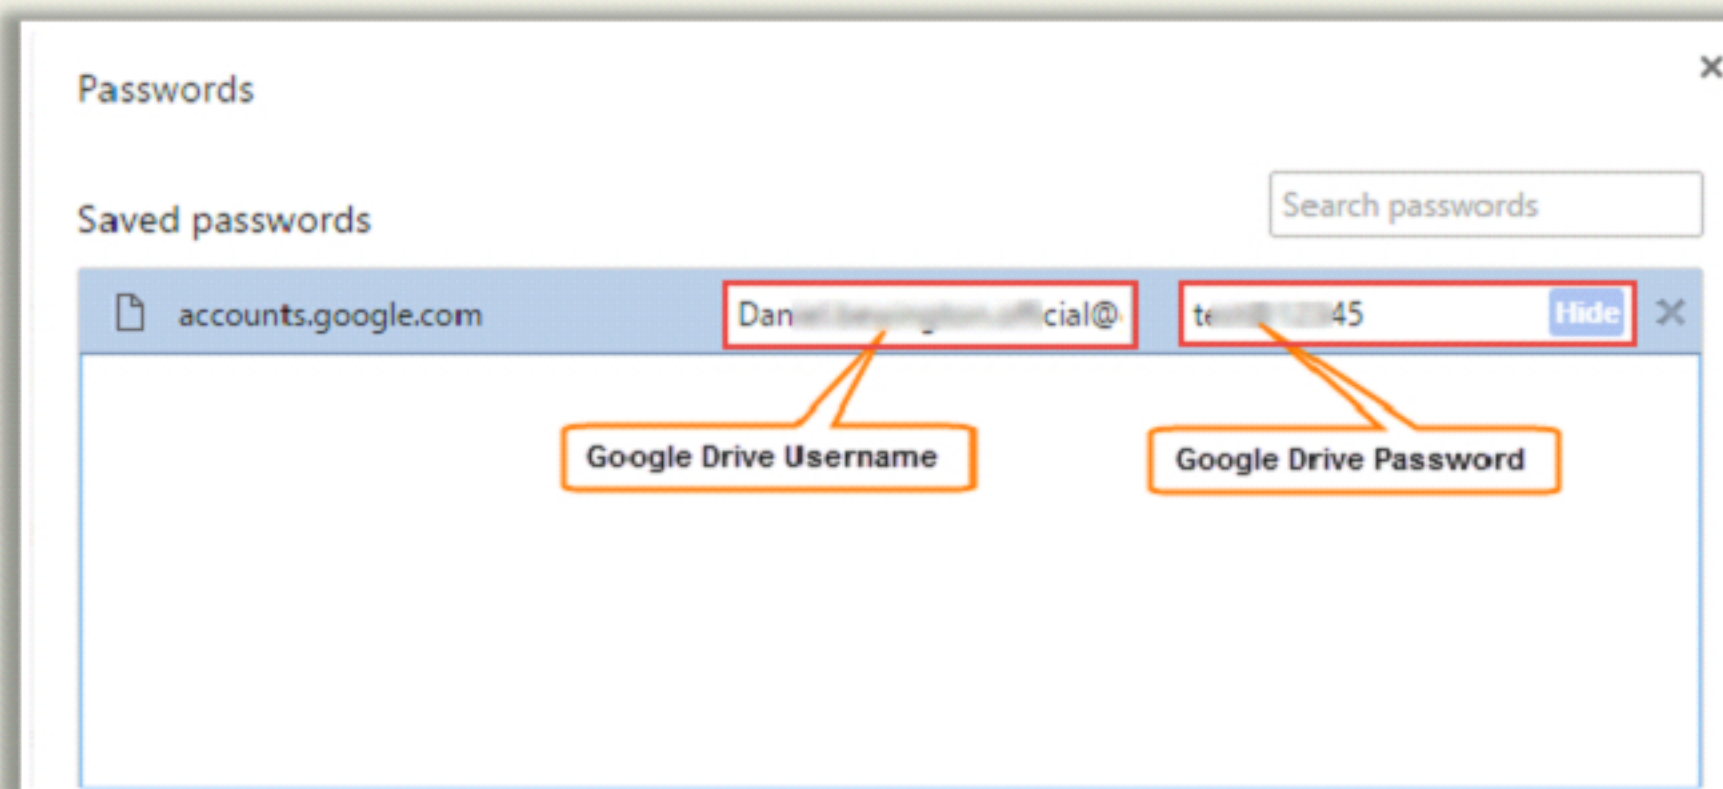 Passwords
×
Saved passwords
Search passwords
accounts.google.com Dan cial@ te 45 Hide ×
Google Drive Username
Google Drive Password